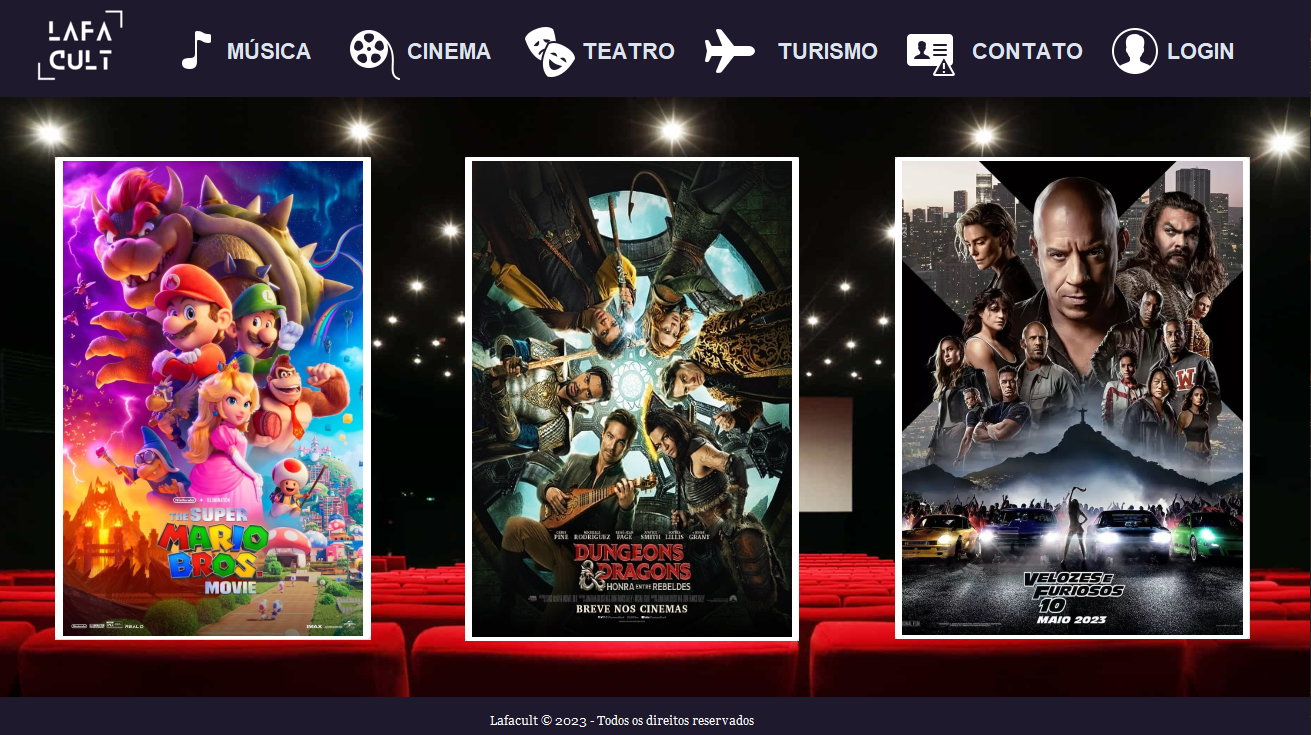 LAFA
CULT
MÚSICA
CINEMA
TEATRO
TURISMO
CONTATO
LOGIN
THE SUPER
MARIO
BROS.
MOVIE
Nintendo
IMAX
CHRIS PINE MICHELLE RODRIGUEZ REGÉ-JEAN PAGE JUSTICE SMITH SOPHIA LILLIS HUGH GRANT
DUNGEONS
& DRAGONS
HONRA ENTRE REBELDES
BREVE NOS CINEMAS
W
VELOZES E
FURIOSOS
10
MAIO 2023
Lafacult © 2023 - Todos os direitos reservados